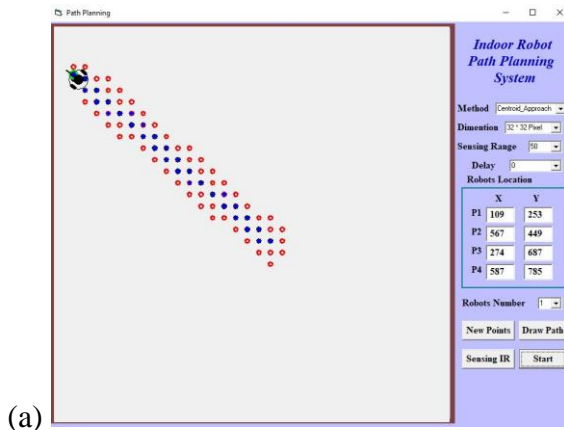 Path Planning
Indoor Robot
Path Planning
System
Method Centroid_Approach
Dimention 32 * 32 Pixel
Sensing Range 50
Delay 0
Robots Location
X Y
P1 109 253
P2 567 449
P3 274 687
P4 587 785
Robots Number 1
New Points Draw Path
Sensing IR Start
(a)